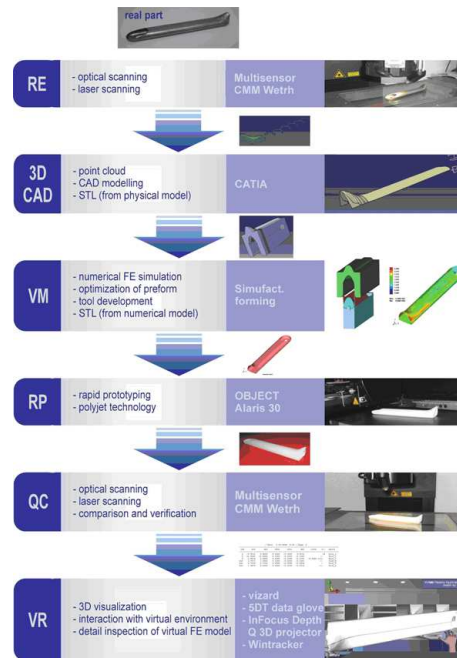 real part
RE
- optical scanning
- laser scanning
Multisensor
CMM Wetrh
3D
CAD
- point cloud
- CAD modelling
- STL (from physical model)
CATIA
VM
- numerical FE simulation
- optimization of preform
- tool development
- STL (from numerical model)
Simufact.
forming
RP
- rapid prototyping
- polyjet technology
OBJECT
Alaris 30
QC
- optical scanning
- laser scanning
- comparison and verification
Multisensor
CMM Wetrh
VR
- 3D visualization
- interaction with virtual environment
- detail inspection of virtual FE model
- vizard
- 5DT data glove
- InFocus Depth
Q 3D projector
- Wintracker